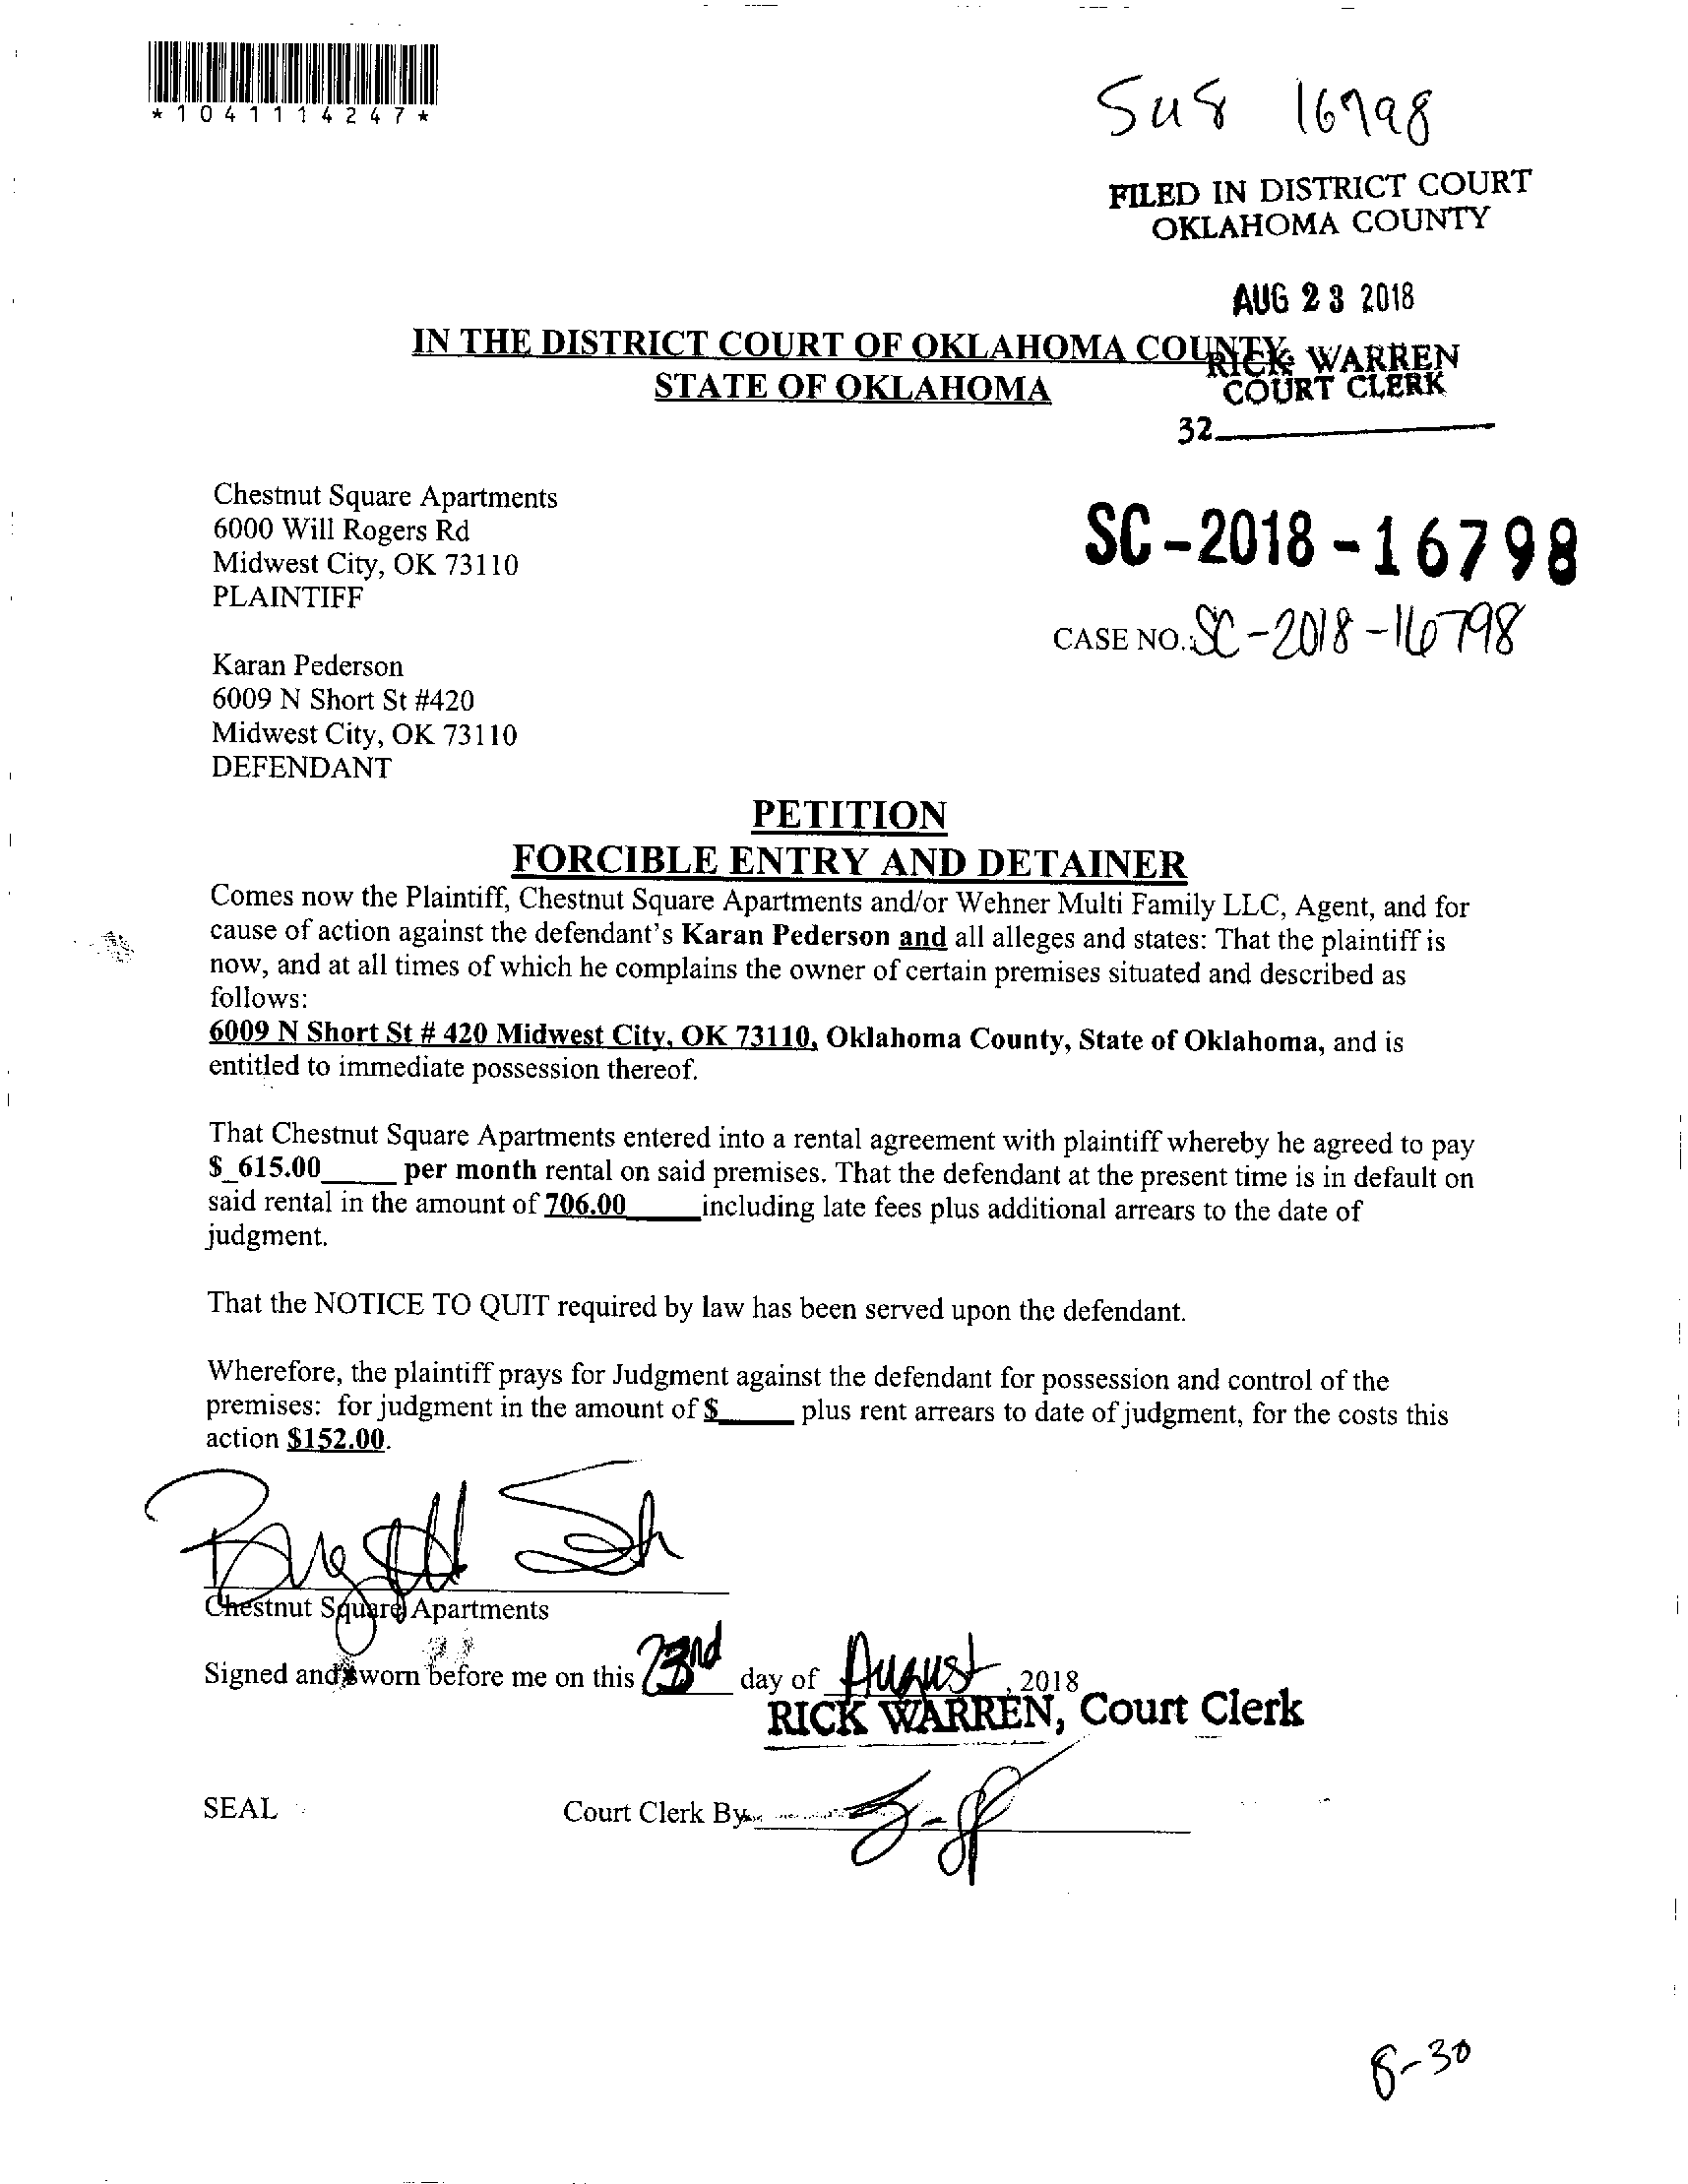 *1041114247*
16798
FILED IN DISTRICT COURT
OKLAHOMA COUNTY
AUG 23 2018
IN THE DISTRICT COURT OF OKLAHOMA COUNTY
RICK WARREN
STATE OF OKLAHOMA
COURT CLERK
32
Chestnut Square Apartments
6000 Will Rogers Rd
Midwest City, OK 73110
PLAINTIFF
SC-2018-16798
CASE NO.: SC-2018-16798
Karan Pederson
6009 N Short St #420
Midwest City, OK 73110
DEFENDANT
PETITION
FORCIBLE ENTRY AND DETAINER
Comes now the Plaintiff, Chestnut Square Apartments and/or Wehner Multi Family LLC, Agent, and for
cause of action against the defendant's Karan Pederson and all alleges and states: That the plaintiff is
now, and at all times of which he complains the owner of certain premises situated and described as
follows:
6009 N Short St # 420 Midwest City, OK 73110, Oklahoma County, State of Oklahoma, and is
entitled to immediate possession thereof.
That Chestnut Square Apartments entered into a rental agreement with plaintiff whereby he agreed to pay
$_615.00_____ per month rental on said premises. That the defendant at the present time is in default on
said rental in the amount of 706.00_____including late fees plus additional arrears to the date of
judgment.
That the NOTICE TO QUIT required by law has been served upon the defendant.
Wherefore, the plaintiff prays for Judgment against the defendant for possession and control of the
premises: for judgment in the amount of $_____ plus rent arrears to date of judgment, for the costs this
action $152.00.
Chestnut Square Apartments
Signed and sworn before me on this 23nd day of August, 2018
RICK WARREN, Court Clerk
SEAL
Court Clerk By
8-30